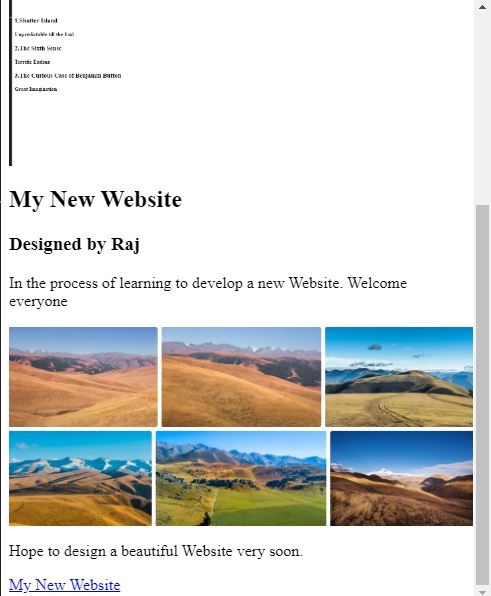 1.Shutter Island
Unpredictable till the End
2.The Sixth Sense
Terrific Ending
3.The Curious Case of Benjamin Button
Great Imagination
My New Website
Designed by Raj
In the process of learning to develop a new Website. Welcome
everyone
Hope to design a beautiful Website very soon.
My New Website